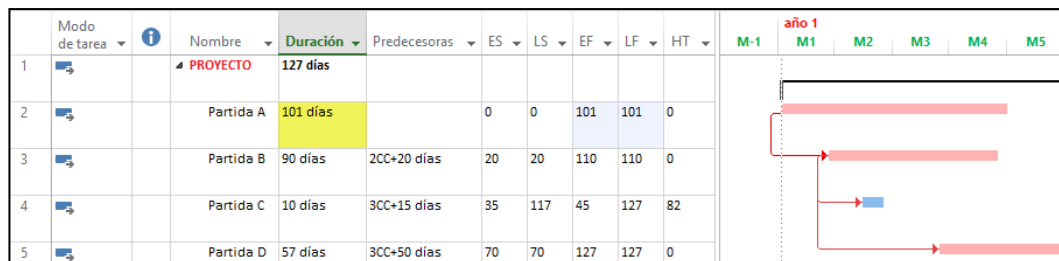 Modo de tarea Nombre Duración Predecesoras ES LS EF LF HT
año 1
M-1 M1 M2 M3 M4 M5
1 PROYECTO 127 días
2 Partida A 101 días 0 0 101 101 0
3 Partida B 90 días 2CC+20 días 20 20 110 110 0
4 Partida C 10 días 3CC+15 días 35 117 45 127 82
5 Partida D 57 días 3CC+50 días 70 70 127 127 0